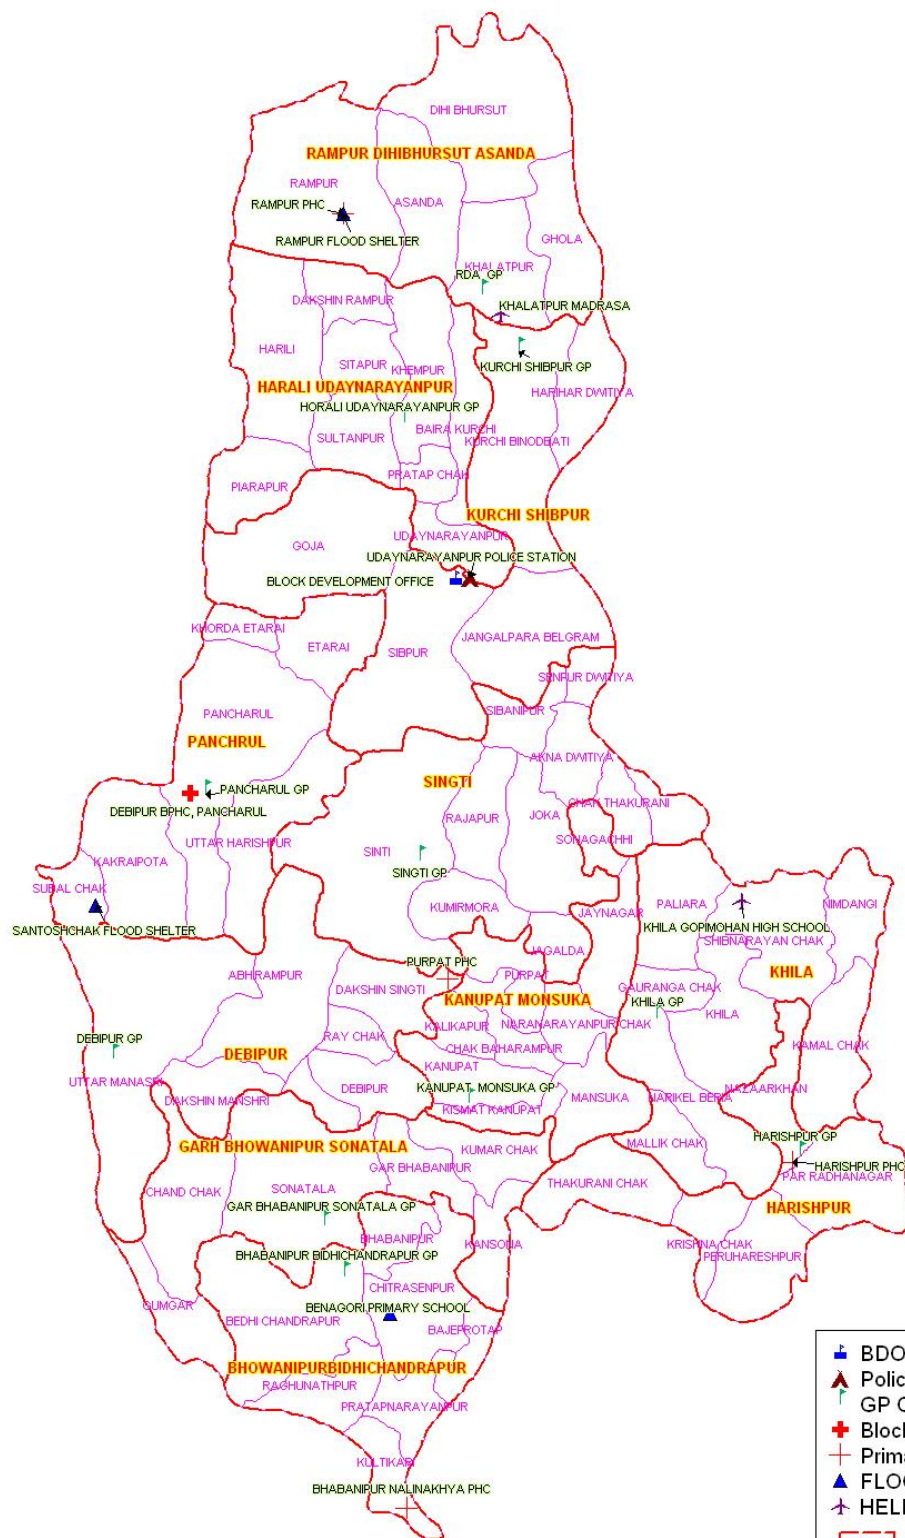 DIHI BHURSUT
RAMPUR DIHIBHURSUT ASANDA
RAMPUR
RAMPUR PHC
ASANDA
RAMPUR FLOOD SHELTER
GHOLA
KHALATPUR
RDA GP
DAKSHIN RAMPUR
KHALATPUR MADRASA
HARILI
SITAPUR
KHEMPUR
KURCHI SHIBPUR GP
HARALI UDAYNARAYANPUR
HARIHAR DWITIYA
HORALI UDAYNARAYANPUR GP
BAIRA KURCHI
SULTANPUR
KURCHI BINODBATI
PRATAP CHAK
PIARAPUR
KURCHI SHIBPUR
UDAYNARAYANPUR
GOJA
UDAYNARAYANPUR POLICE STATION
BLOCK DEVELOPMENT OFFICE
KHORDA ETARAI
ETARAI
SIBPUR
JANGALPARA BELGRAM
SENPUR DWITIYA
PANCHARUL
SIBANIPUR
PANCHRUL
AKNA DWITIYA
SINGTI
PANCHARUL GP
CHAK THAKURANI
DEBIPUR BPHC, PANCHARUL
RAJAPUR
JOKA
UTTAR HARISHPUR
SONAGACHHI
SINTI
KAKRAIPOTA
SINGTI GP
SUBAL CHAK
KUMIRMORA
PALIARA
NIMDANGI
JAYNAGAR
SANTOSHCHAK FLOOD SHELTER
KHILA GOPIMOHAN HIGH SCHOOL
SHIBNARAYAN CHAK
JAGALDA
PURPAT PHC
ABHIRAMPUR
PURPAT
KHILA
DAKSHIN SINGTI
GAURANGA CHAK
KANUPAT MONSUKA
KHILA GP
KHILA
KALIKAPUR
NARANARAYANPUR CHAK
DEBIPUR GP
RAY CHAK
CHAK BAHARAMPUR
KAMAL CHAK
DEBIPUR
KANUPAT
UTTAR MANASRI
DEBIPUR
KANUPAT MONSUKA GP
NAZAARKHAN
DAKSHIN MANSHRI
KISMAT KANUPAT
MANSUKA
NARIKEL BERIA
HARISHPUR GP
GARH BHOWANIPUR SONATALA
KUMAR CHAK
MALLIK CHAK
GAR BHABANIPUR
HARISHPUR PHC
PAR RADHANAGAR
CHAND CHAK
SONATALA
THAKURANI CHAK
GAR BHABANIPUR SONATALA GP
HARISHPUR
BHABANIPUR
KANSONA
KRISHNA CHAK
BHABANIPUR BIDHICHANDRAPUR GP
PERUHARESHPUR
CHITRASENPUR
GUMGAR
BENAGORI PRIMARY SCHOOL
BEDHI CHANDRAPUR
BAJEPROTAP
BHOWANIPURBIDHICHANDRAPUR
RAGHUNATHPUR
PRATAPNARAYANPUR
KULTIKARI
BHABANIPUR NALINAKHYA PHC
BDO
Polic
GP O
Bloc
Prima
FLOO
HELI